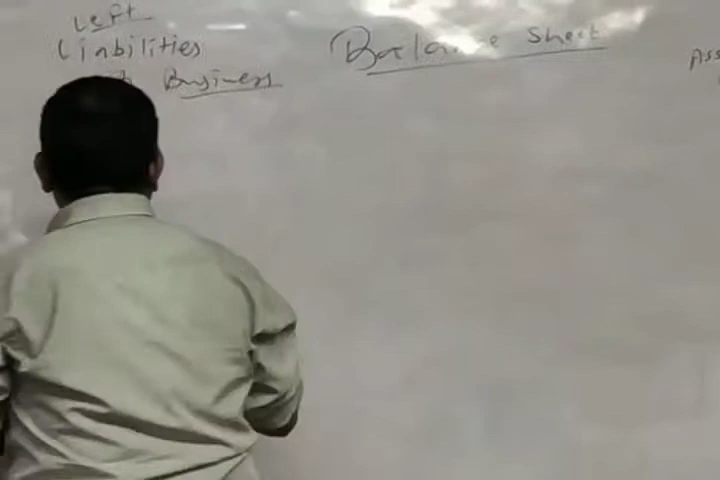 Left
Liabilities
Business
Balance Sheet
Ass